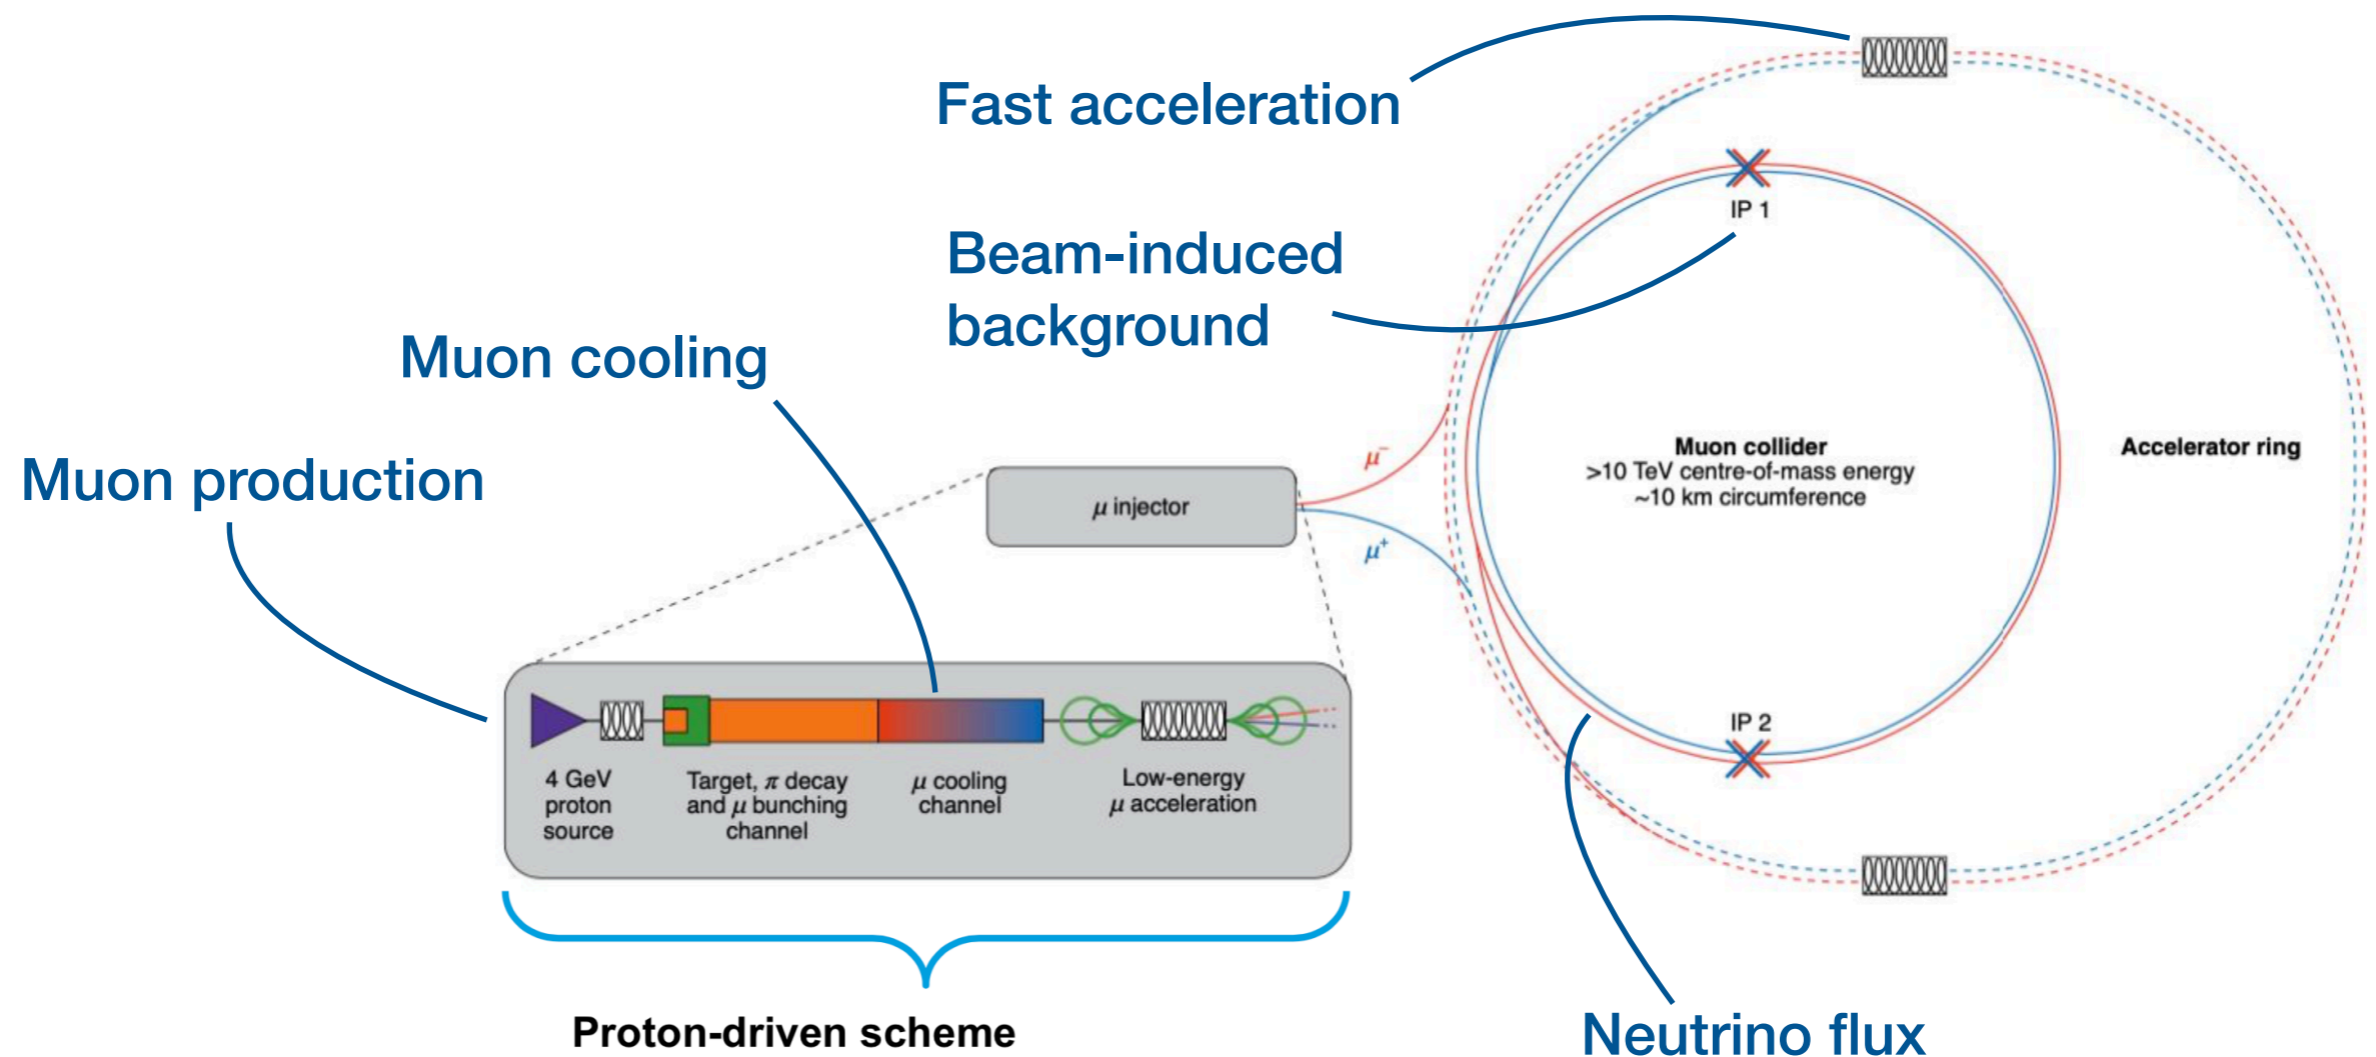 Fast acceleration
IP 1
Beam-induced
background
Muon cooling
Muon production
μ injector
μ⁻
μ⁺
Muon collider
>10 TeV centre-of-mass energy
~10 km circumference
Accelerator ring
IP 2
4 GeV
proton
source
Target, π decay
and μ bunching
channel
μ cooling
channel
Low-energy
μ acceleration
Proton-driven scheme
Neutrino flux